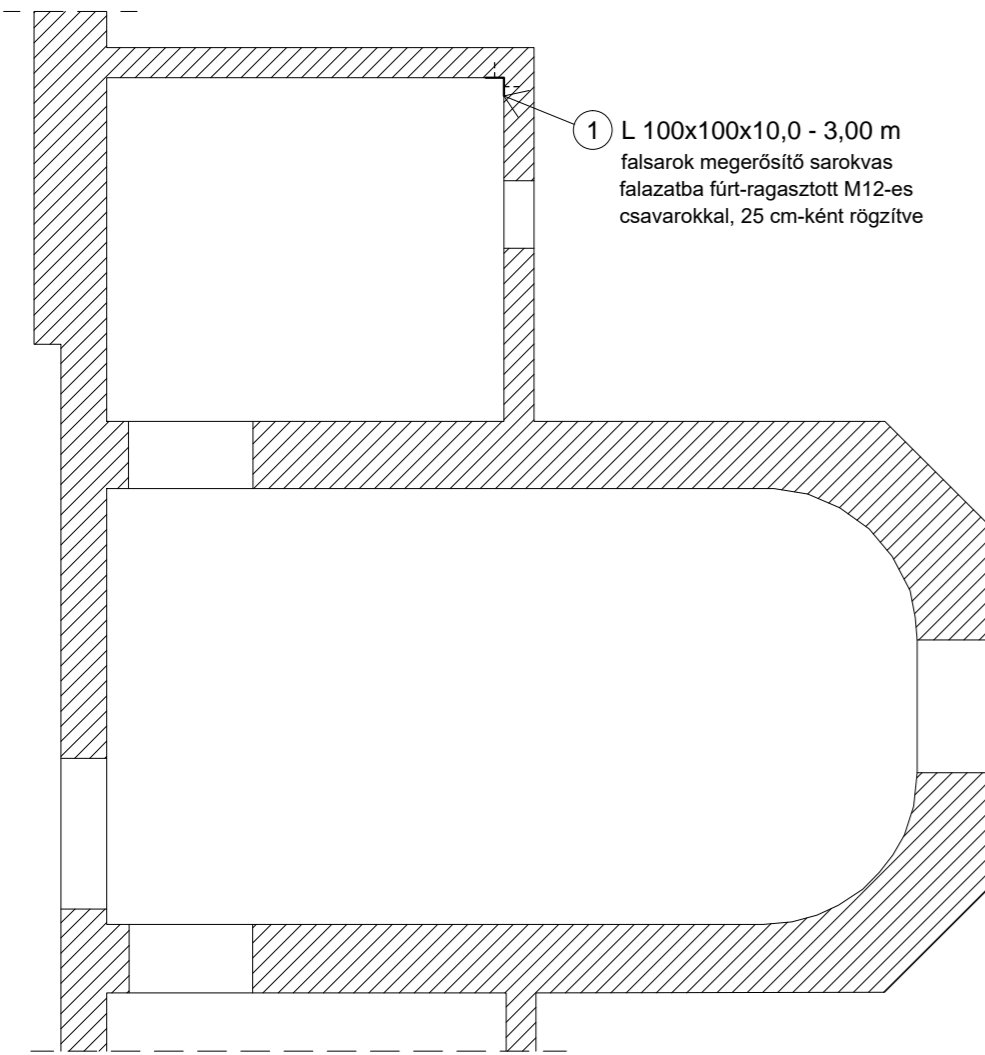 1 L 100x100x10,0 - 3,00 m
falsarok megerősítő sarokvas
falazatba fúrt-ragasztott M12-es
csavarokkal, 25 cm-ként rögzítve